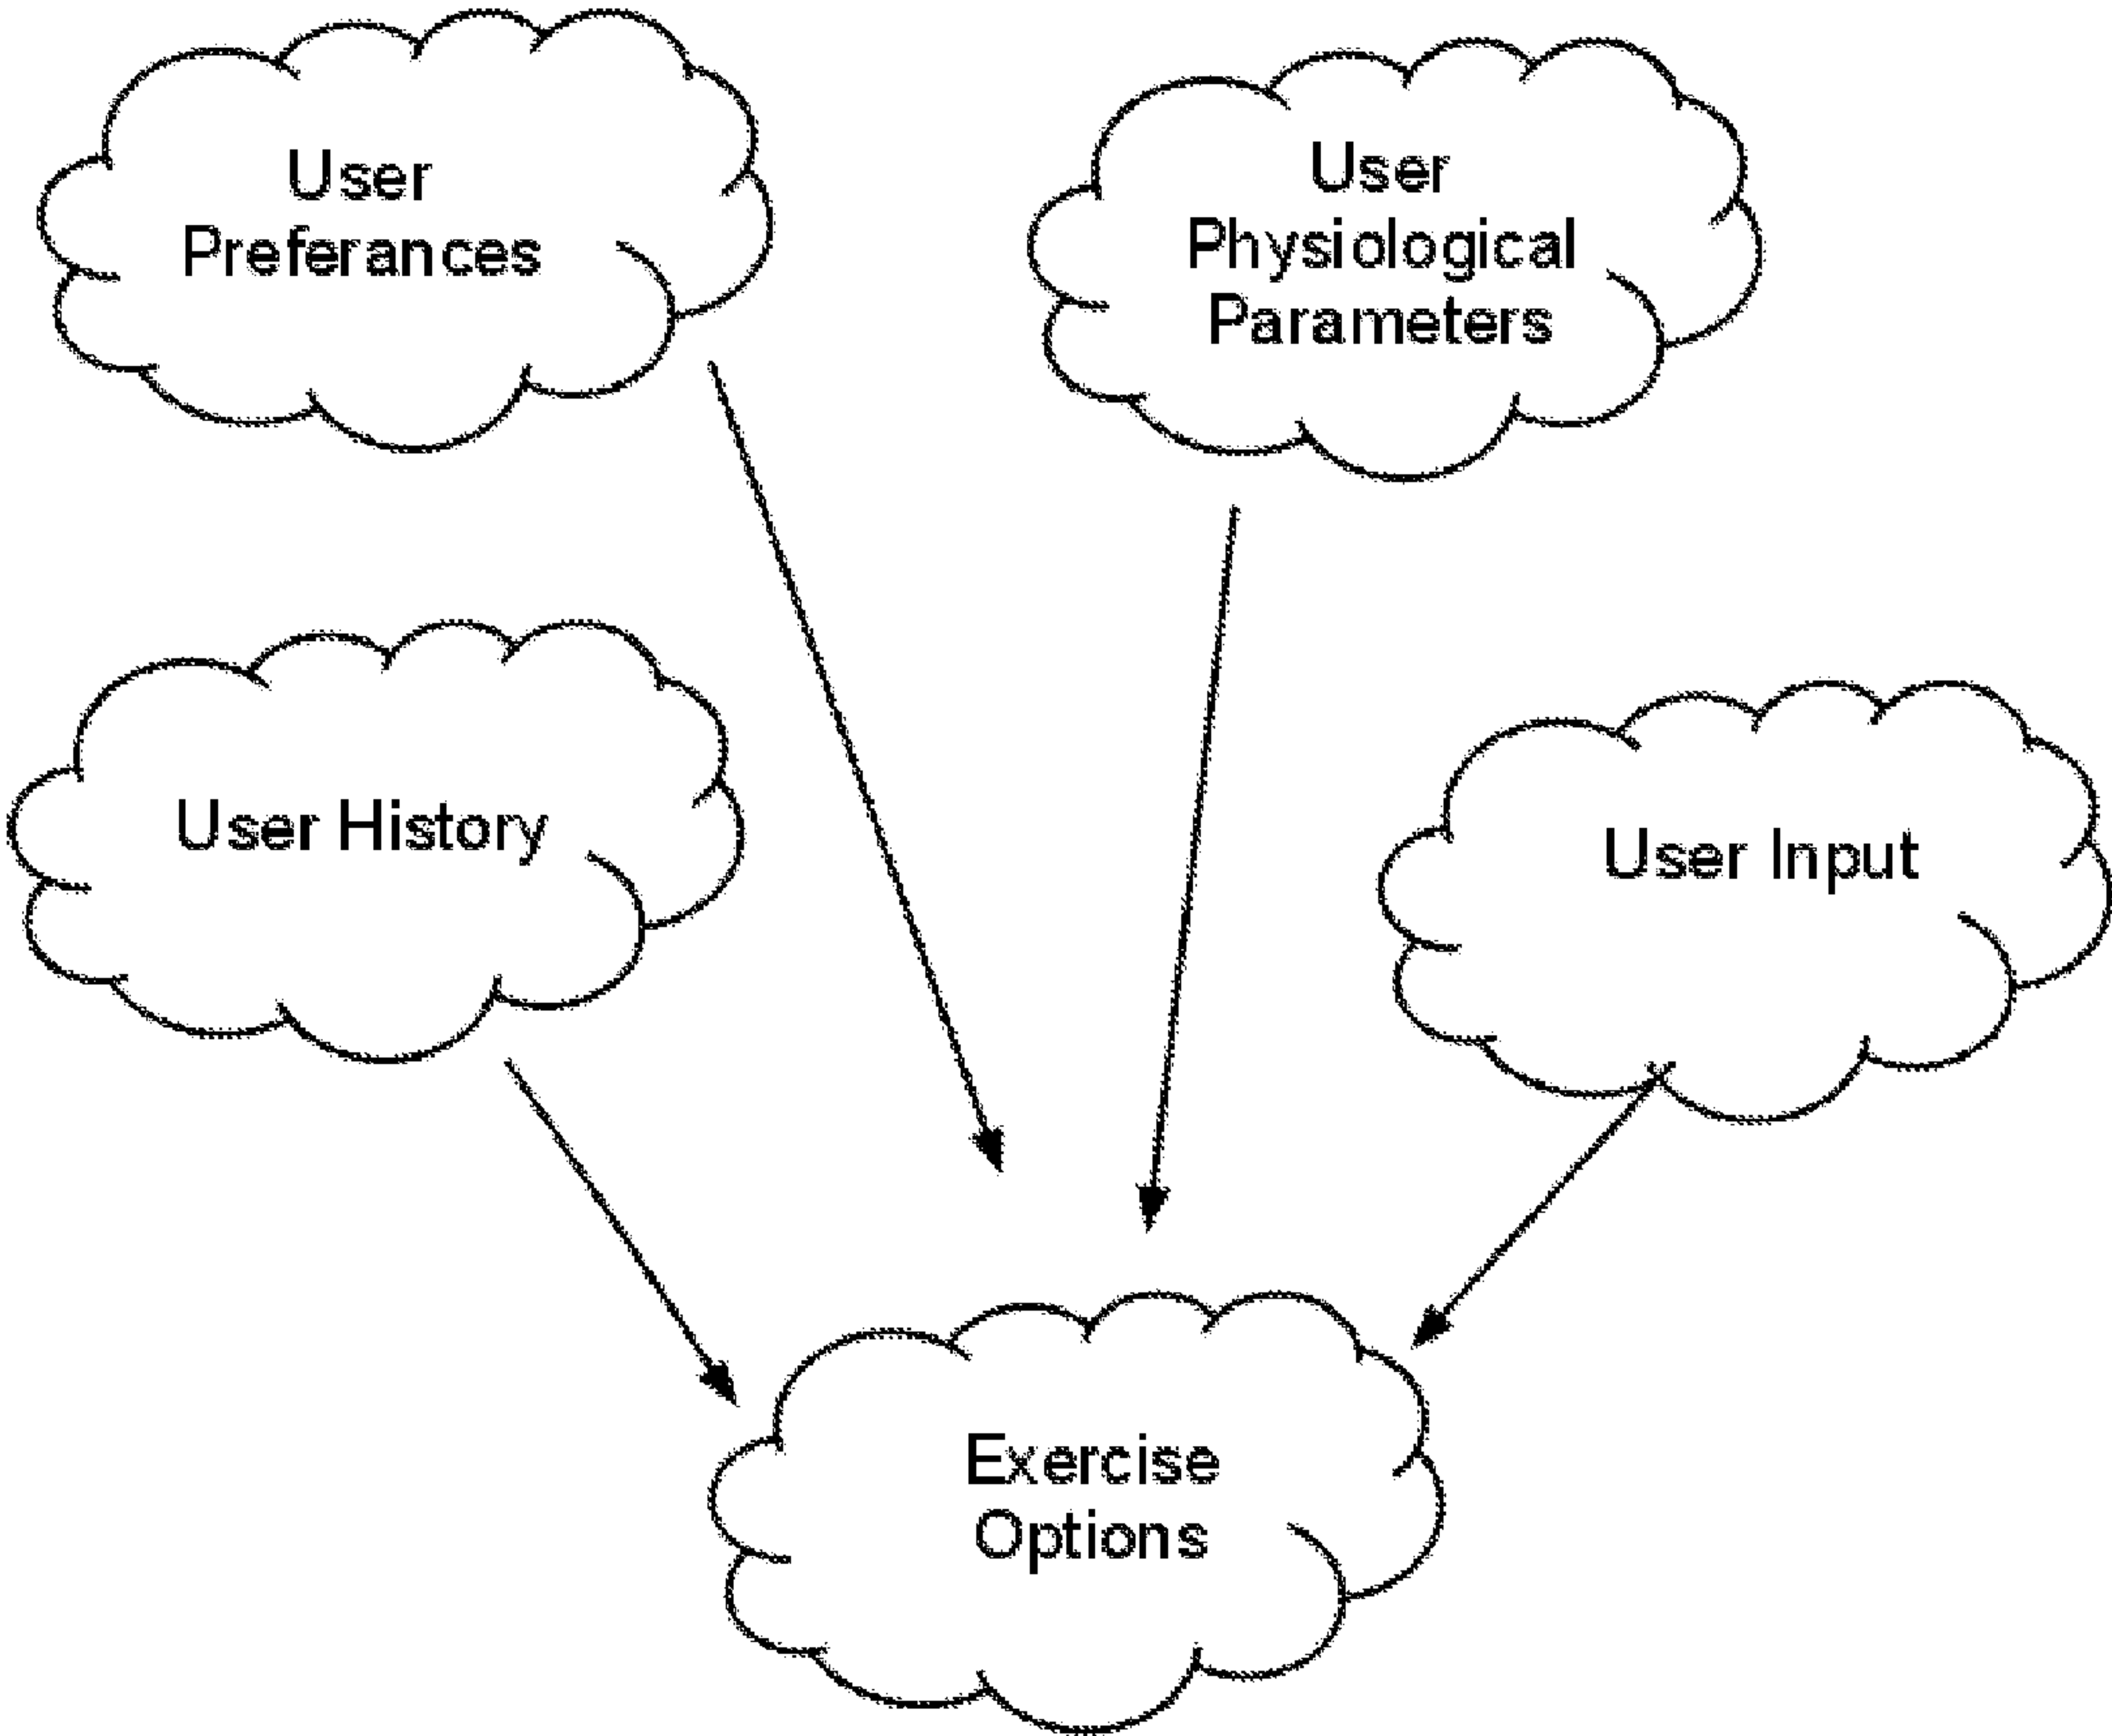 User
Preferances
User
Physiological
Parameters
User History
User Input
Exercise
Options